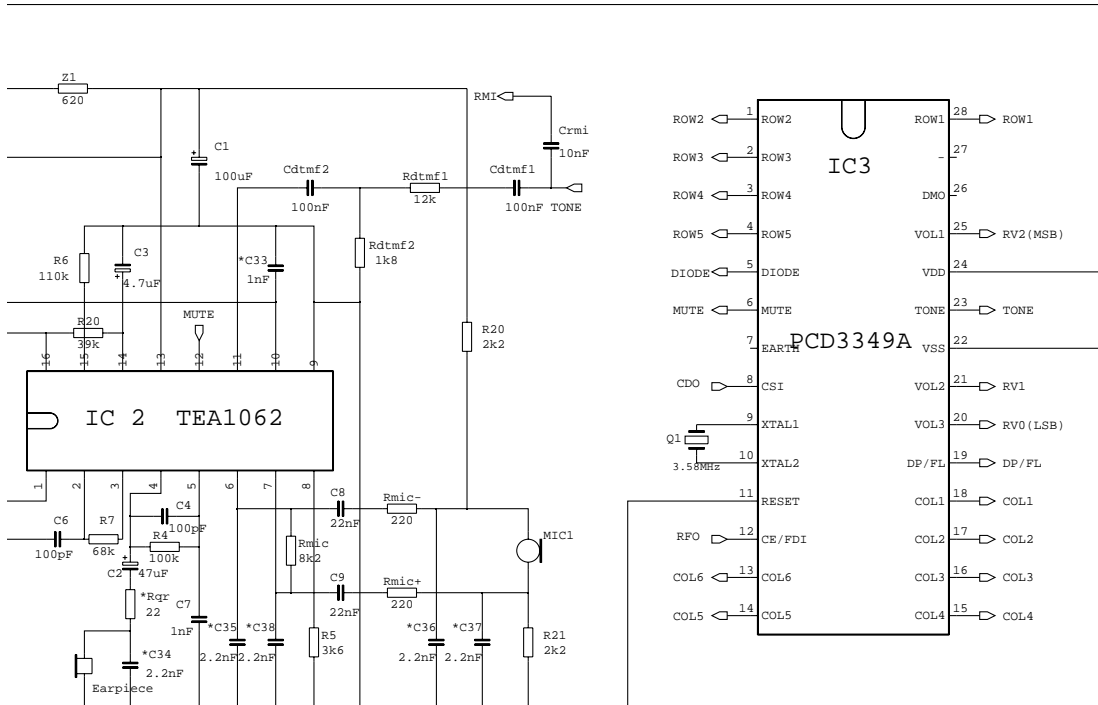 Z1
620
C1
100uF
RMI
Crmi
10nF
Cdtmf2
100nF
Rdtmf1
12k
Cdtmf1
100nF
TONE
Rdtmf2
1k8
R6
110k
C3
4.7uF
*C33
1nF
R20
39k
MUTE
R20
2k2
16
15
14
13
12
11
10
9
IC 2 TEA1062
1
2
3
4
5
6
7
8
C6
100pF
R7
68k
C4
100pF
R4
100k
C2
47uF
*Rqr
22
C7
1nF
*C34
2.2nF
Earpiece
*C35
2.2nF
*C38
2.2nF
Rmic
8k2
R5
3k6
C8
22nF
Rmic-
220
C9
22nF
Rmic+
220
*C36
2.2nF
*C37
2.2nF
MIC1
R21
2k2
IC3
PCD3349A
ROW2 1 ROW2
ROW3 2 ROW3
ROW4 3 ROW4
ROW5 4 ROW5
DIODE 5 DIODE
MUTE 6 MUTE
7 EARTH
CDO 8 CSI
9 XTAL1
Q1
3.58MHz
10 XTAL2
11 RESET
RFO 12 CE/FDI
COL6 13 COL6
COL5 14 COL5
ROW1 28 ROW1
- 27
DMO 26
VOL1 25 RV2(MSB)
VDD 24
TONE 23 TONE
VSS 22
VOL2 21 RV1
VOL3 20 RV0(LSB)
DP/FL 19 DP/FL
COL1 18 COL1
COL2 17 COL2
COL3 16 COL3
COL4 15 COL4